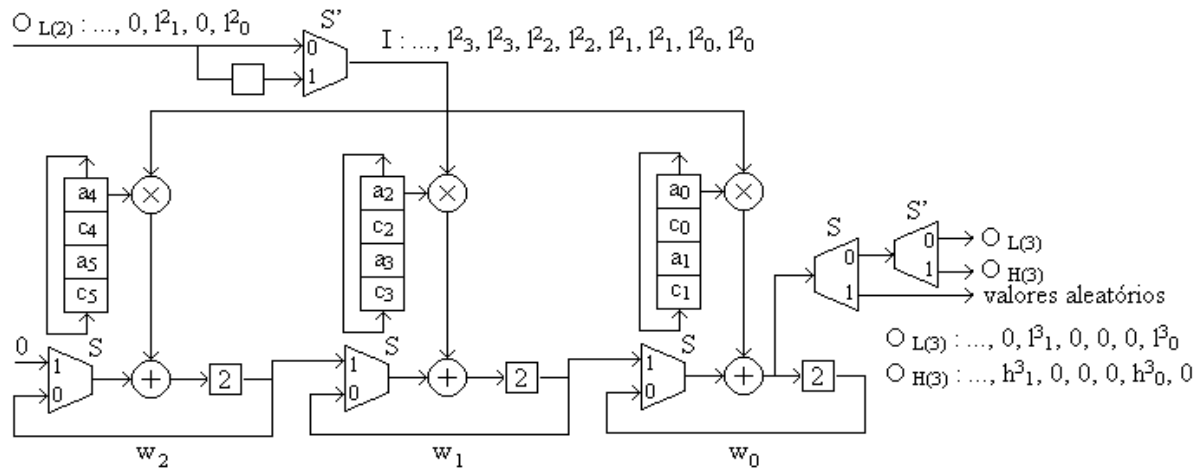 O L(2) : ..., 0, l²₁, 0, l²₀
S'
0
1
I : ..., l²₃, l²₃, l²₂, l²₂, l²₁, l²₁, l²₀, l²₀
a₄
c₄
a₅
c₅
×
a₂
c₂
a₃
c₃
×
a₀
c₀
a₁
c₁
×
S
0
1
S'
0
1
O L(3)
O H(3)
valores aleatórios
0
S
1
0
+
2
S
1
0
+
2
S
1
0
+
2
O L(3) : ..., 0, l³₁, 0, 0, 0, l³₀
O H(3) : ..., h³₁, 0, 0, 0, h³₀, 0
w₂
w₁
w₀